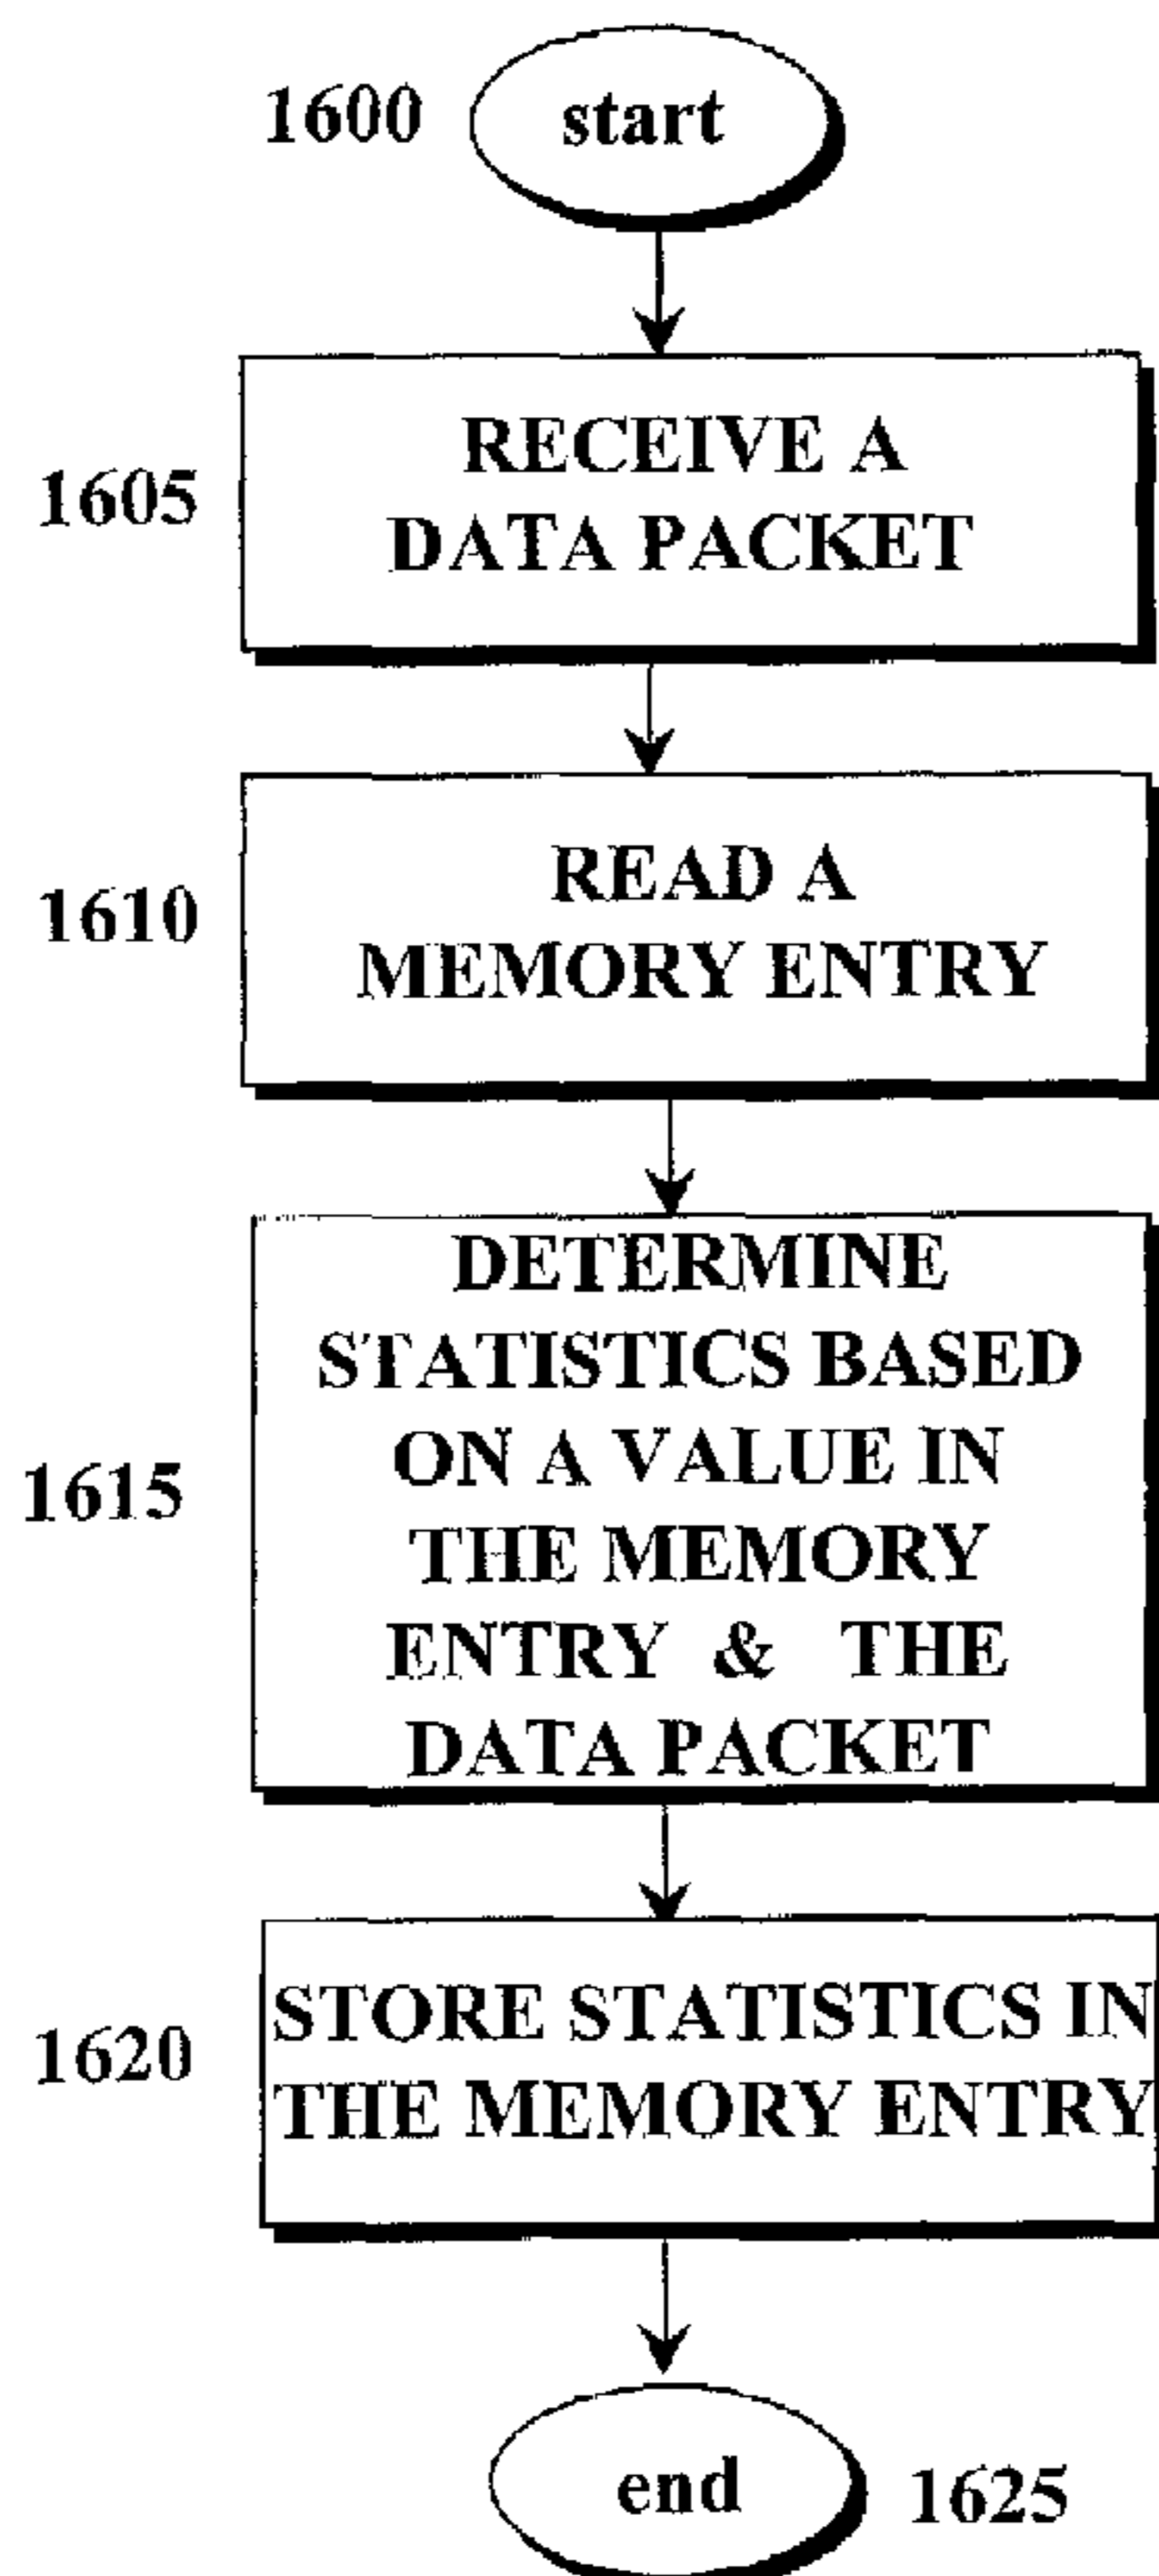 1600 start
RECEIVE A
1605
DATA PACKET
READ A
1610
MEMORY ENTRY
DETERMINE
STATISTICS BASED
ON A VALUE IN
1615
THE MEMORY
ENTRY & THE
DATA PACKET
STORE STATISTICS IN
1620
THE MEMORY ENTRY
end 1625